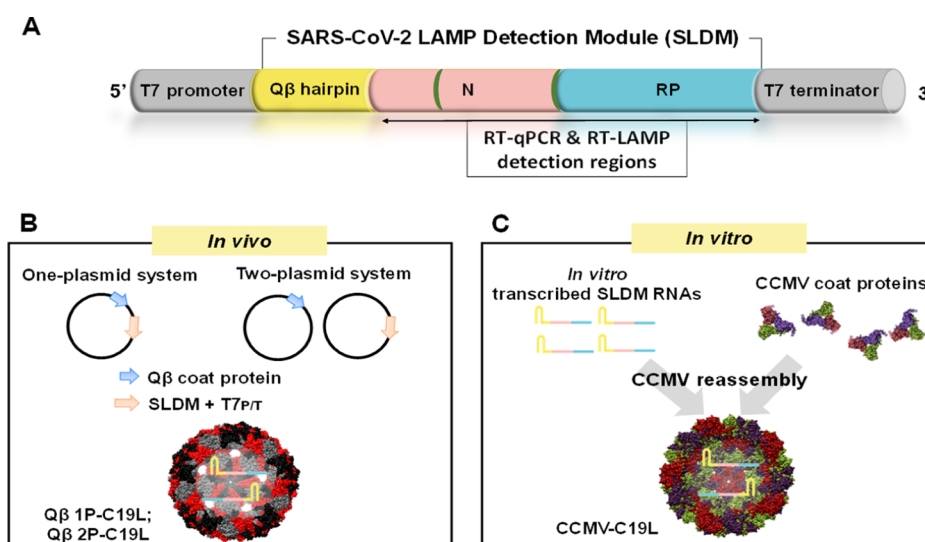 A
SARS-CoV-2 LAMP Detection Module (SLDM)
5’
T7 promoter
Qβ hairpin
N
RP
T7 terminator
3
RT-qPCR & RT-LAMP
detection regions
B
In vivo
One-plasmid system
Two-plasmid system
Qβ coat protein
SLDM + T7P/T
Qβ 1P-C19L;
Qβ 2P-C19L
C
In vitro
In vitro
transcribed SLDM RNAs
CCMV coat proteins
CCMV reassembly
CCMV-C19L